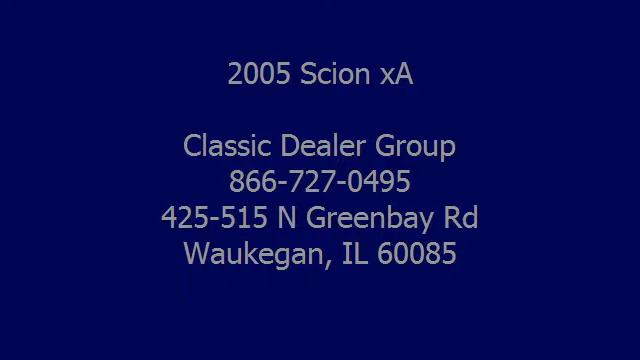 2005 Scion xA
Classic Dealer Group
866-727-0495
425-515 N Greenbay Rd
Waukegan, IL 60085